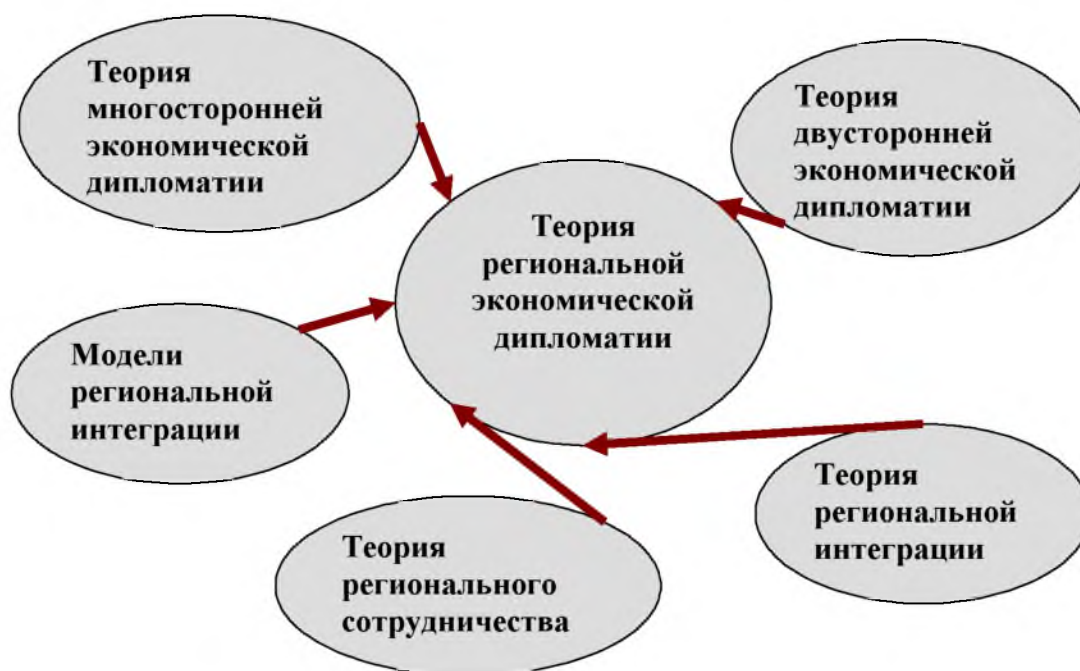 Теория
многосторонней
экономической
дипломатии
Теория
двусторонней
экономической
дипломатии
Теория
региональной
экономической
дипломатии
Модели
региональной
интеграции
Теория
региональной
интеграции
Теория
регионального
сотрудничества